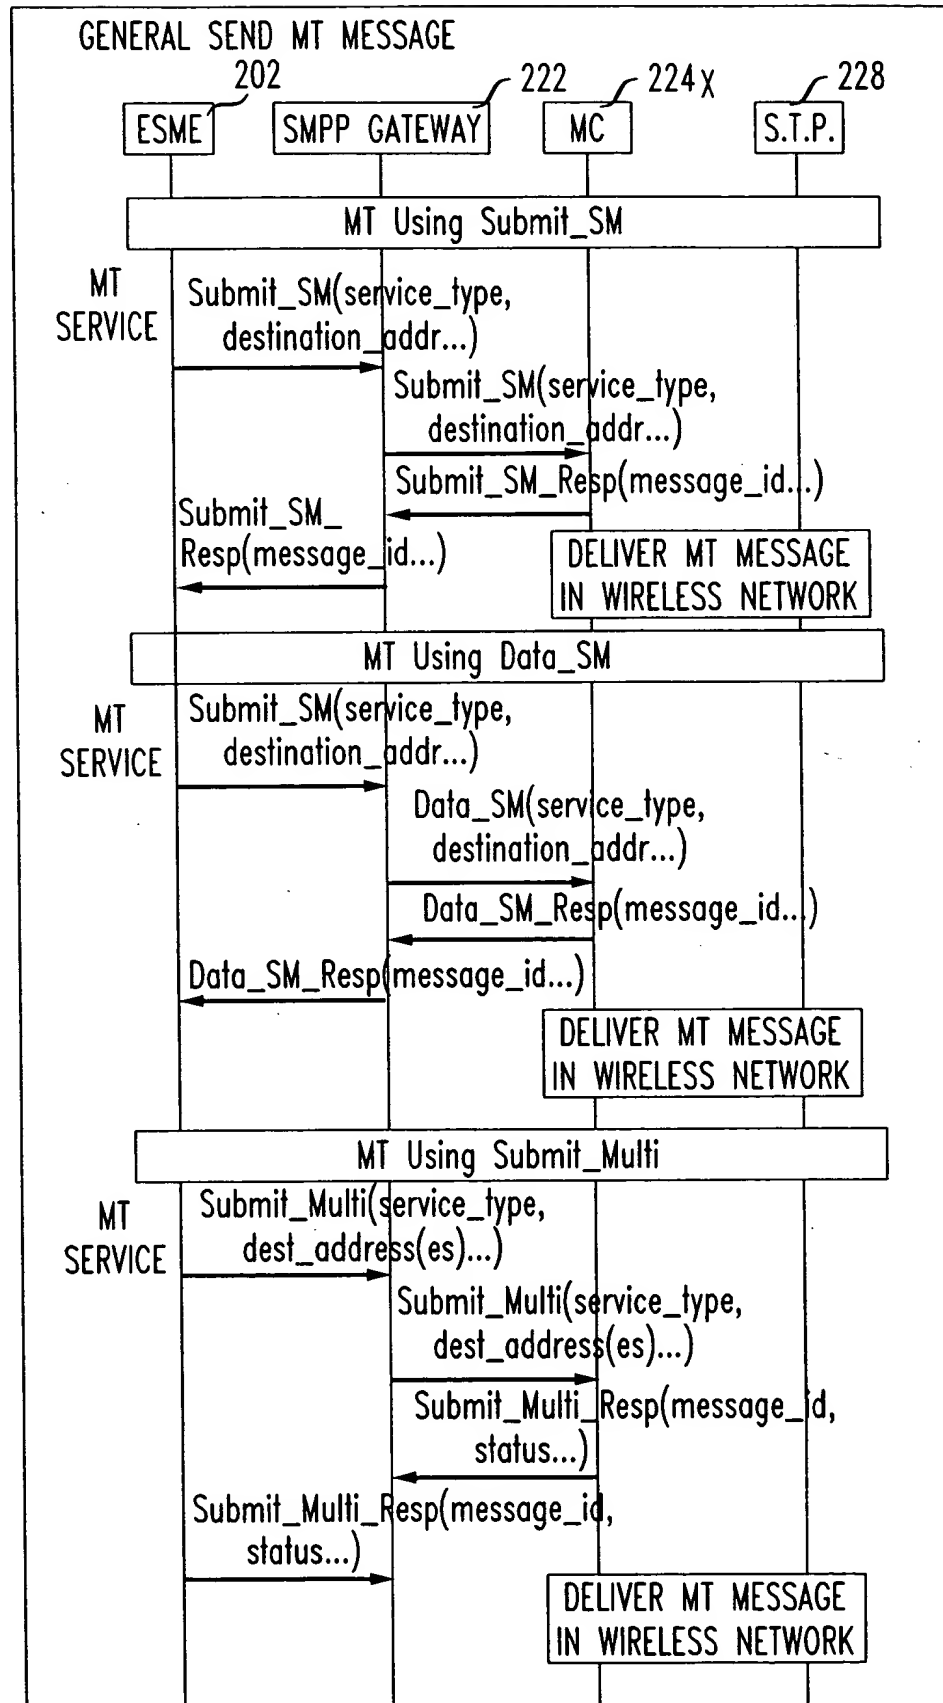 GENERAL SEND MT MESSAGE
202
222
224x
228
ESME
SMPP GATEWAY
MC
S.T.P.
MT Using Submit_SM
MT
SERVICE
Submit_SM(service_type,
destination_addr...)
Submit_SM(service_type,
destination_addr...)
Submit_SM_Resp(message_id...)
Submit_SM_
Resp(message_id...)
DELIVER MT MESSAGE
IN WIRELESS NETWORK
MT Using Data_SM
MT
SERVICE
Submit_SM(service_type,
destination_addr...)
Data_SM(service_type,
destination_addr...)
Data_SM_Resp(message_id...)
Data_SM_Resp(message_id...)
DELIVER MT MESSAGE
IN WIRELESS NETWORK
MT Using Submit_Multi
MT
SERVICE
Submit_Multi(service_type,
dest_address(es)...)
Submit_Multi(service_type,
dest_address(es)...)
Submit_Multi_Resp(message_id,
status...)
Submit_Multi_Resp(message_id,
status...)
DELIVER MT MESSAGE
IN WIRELESS NETWORK